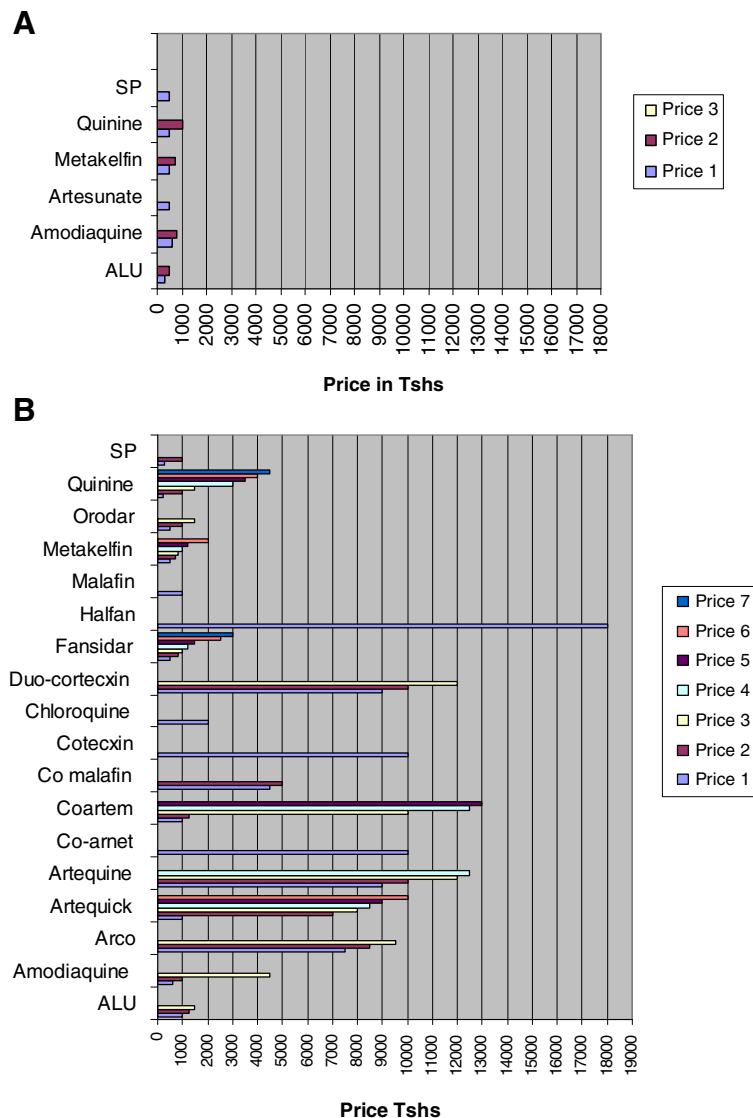 A
SP
Quinine
Metakelfin
Artesunate
Amodiaquine
ALU
0 1000 2000 3000 4000 5000 6000 7000 8000 9000 10000 11000 12000 13000 14000 15000 16000 17000 18000
Price in Tshs
Price 3
Price 2
Price 1
B
SP
Quinine
Orodar
Metakelfin
Malafin
Halfan
Fansidar
Duo-cortecxin
Chloroquine
Cotecxin
Co malafin
Coartem
Co-arnet
Artequine
Artequick
Arco
Amodiaquine
ALU
0 1000 2000 3000 4000 5000 6000 7000 8000 9000 10000 11000 12000 13000 14000 15000 16000 17000 18000 19000
Price Tshs
Price 7
Price 6
Price 5
Price 4
Price 3
Price 2
Price 1